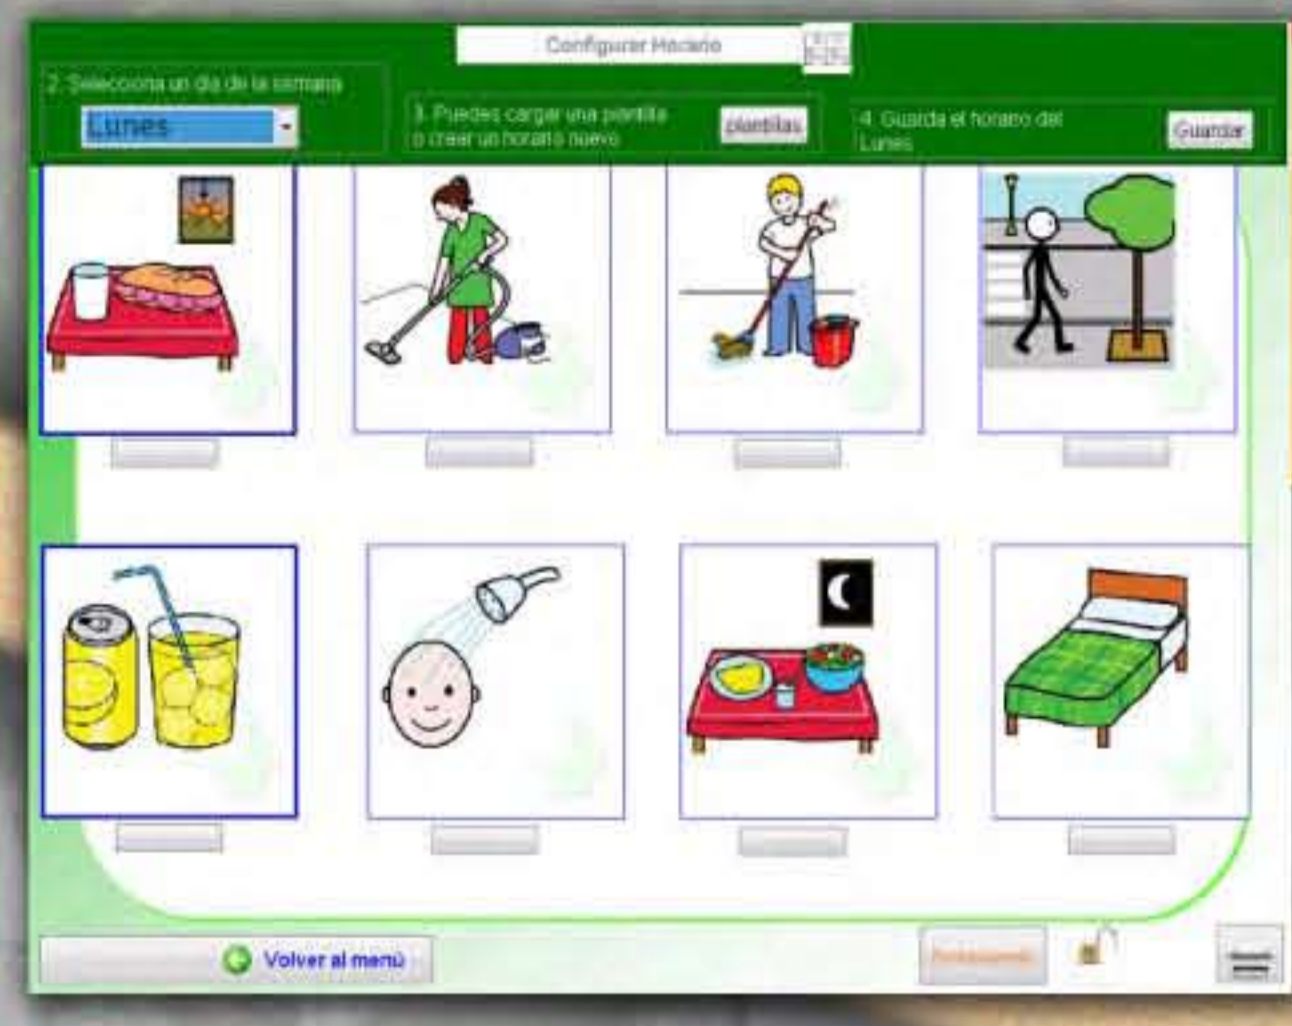 Configurar Horario
2. Selecciona un dia de la semana
Lunes
3. Puedes cargar una plantilla
o crear un horario nuevo
plantillas
4. Guarda el horario del
Lunes
Guardar
Volver al menú